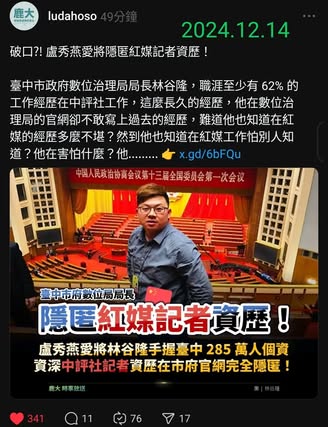 鹿大
ludahoso 49分鐘
2024.12.14
破口?! 盧秀燕愛將隱匿紅媒記者資歷！
臺中市政府數位治理局局長林谷隆，職涯至少有 62% 的
工作經歷在中評社工作，這麼長久的經歷，他在數位治
理局的官網卻不敢寫上過去的經歷，難道他也知道在紅
媒的經歷多麼不堪？然到他也知道在紅媒工作怕別人知
道？他在害怕什麼？他......... 👉 x.gd/6bFQu
中国人民政治协商会议第十三届全国委员会第一次会议
臺中市府數位局局長
隱匿紅媒記者資歷！
盧秀燕愛將林谷隆手握臺中 285 萬人個資
資深中評社記者資歷在市府官網完全隱匿！
鹿大 時事放送
圖｜林谷隆
341 11 76 17